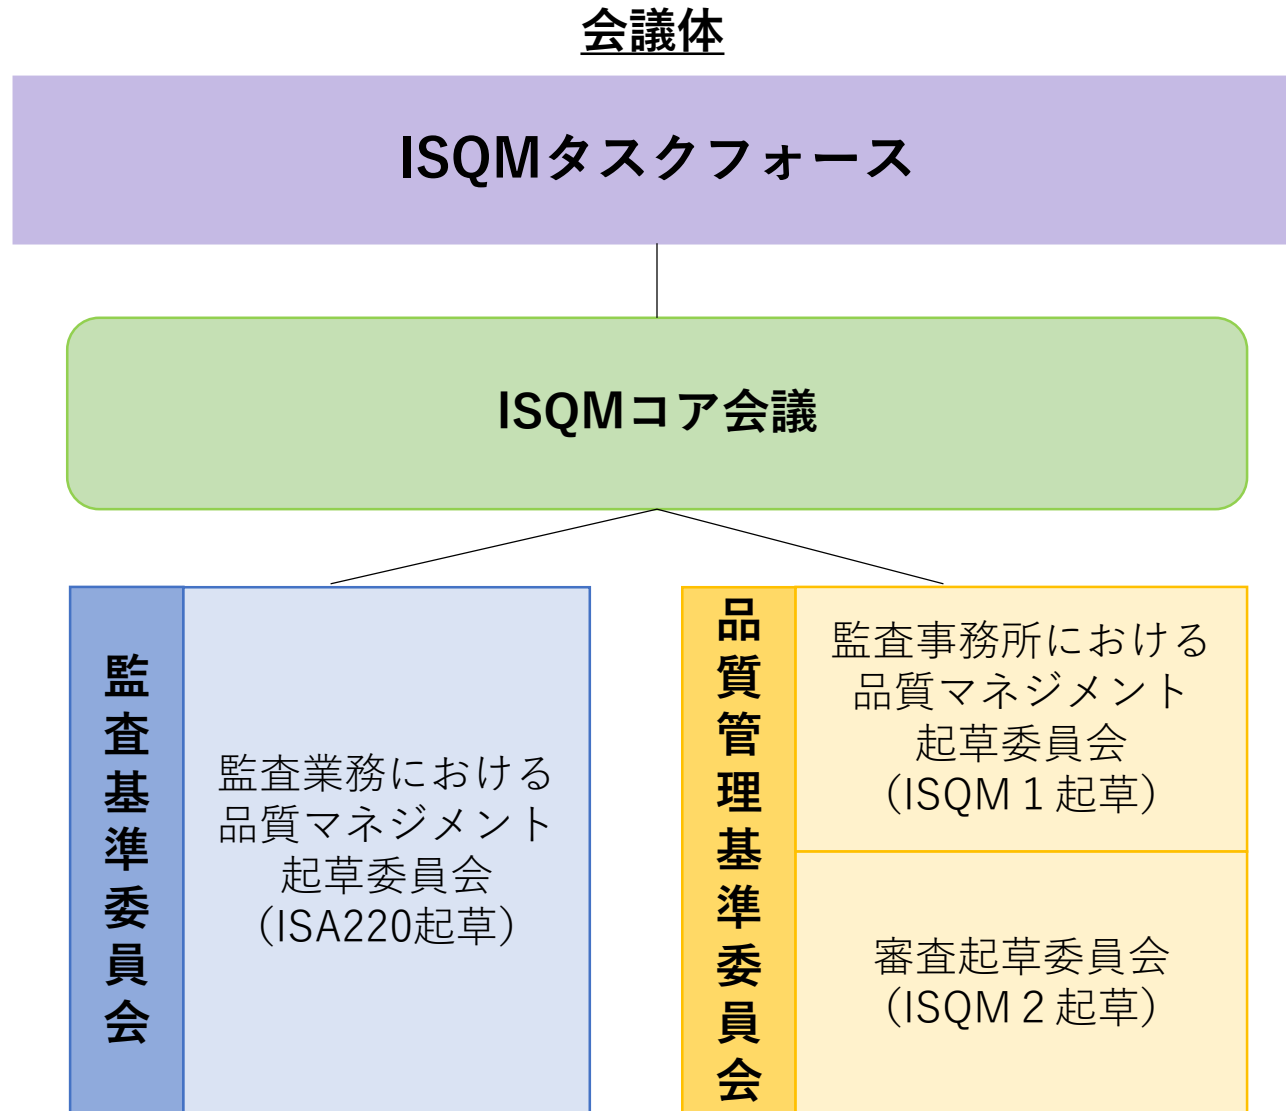 会議体
ISQMタスクフォース
ISQMコア会議
監査基準委員会
監査業務における
品質マネジメント
起草委員会
（ISA220起草）
品質管理基準委員会
監査事務所における
品質マネジメント
起草委員会
（ISQM１起草）
審査起草委員会
（ISQM２起草）